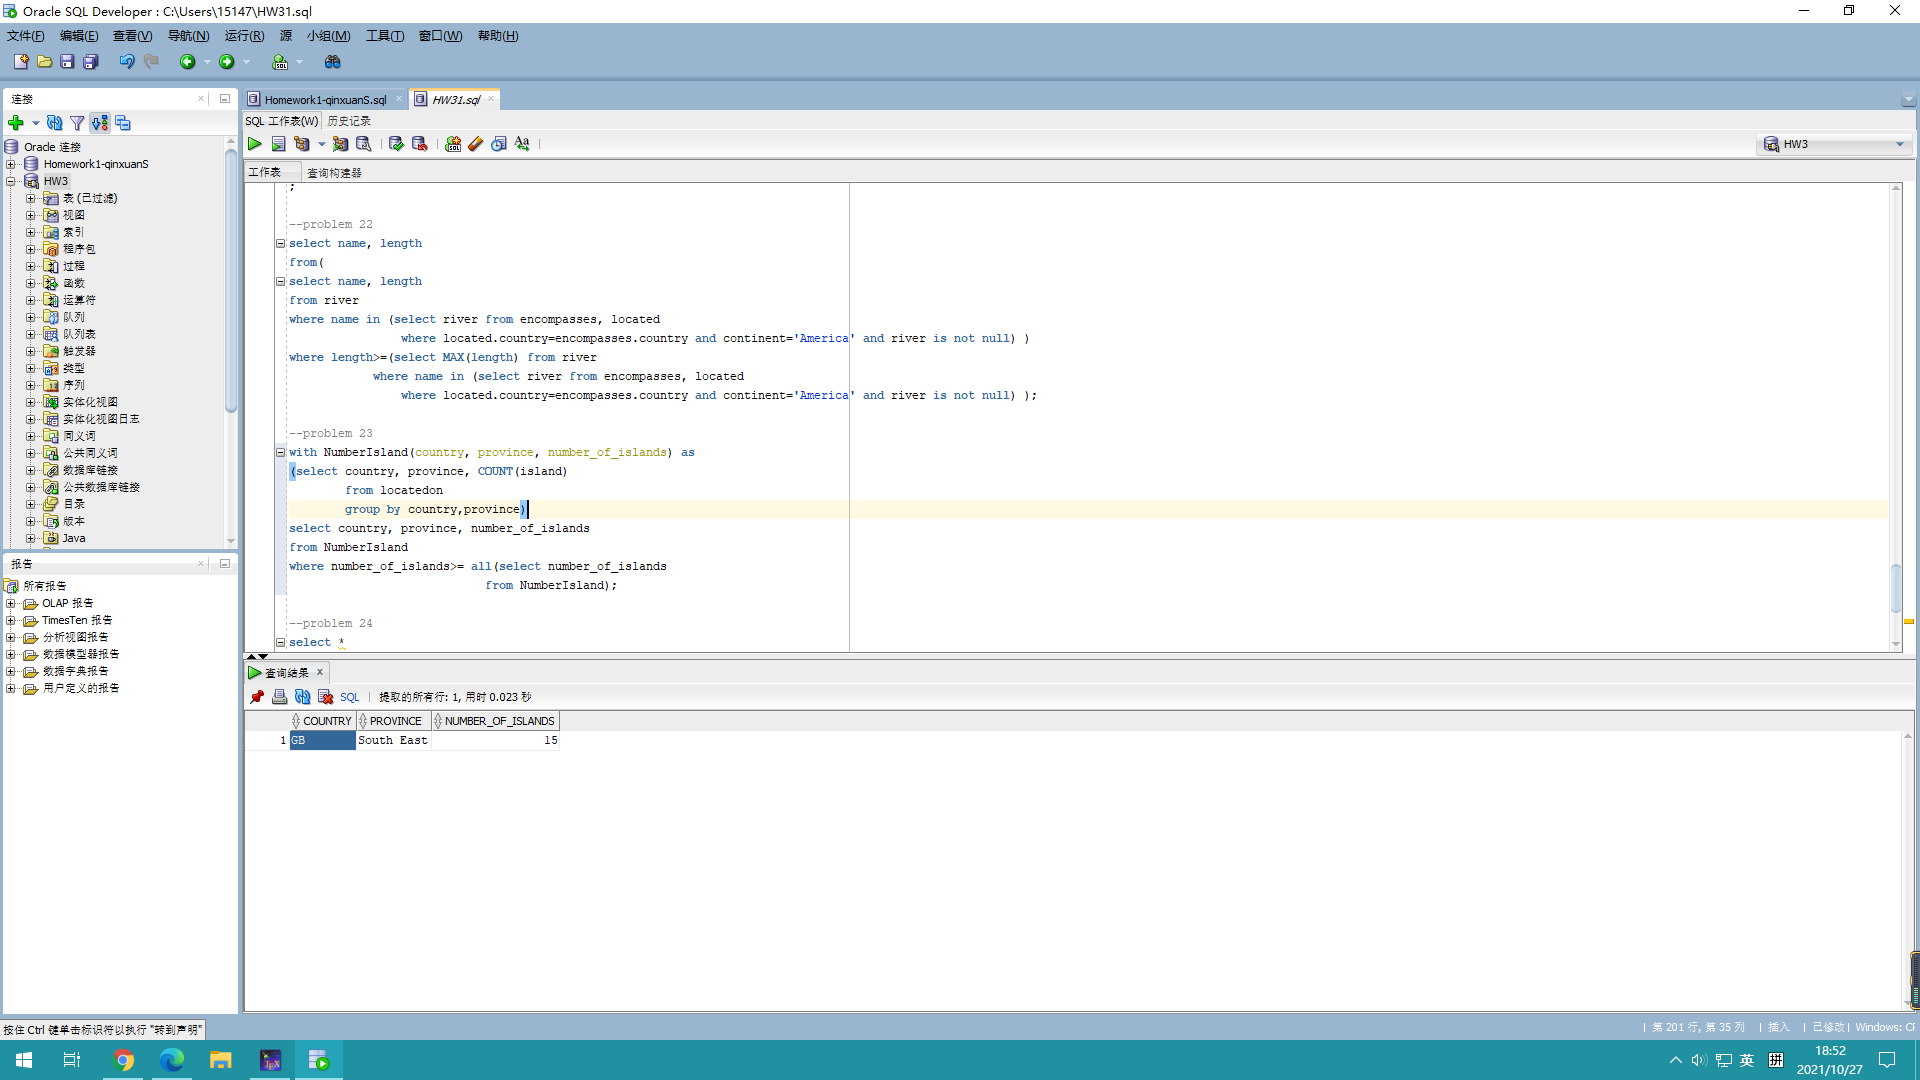 Oracle SQL Developer : C:\Users\15147\HW31.sql
文件(F) 编辑(E) 查看(V) 导航(N) 运行(R) 源 小组(M) 工具(T) 窗口(W) 帮助(H)
连接
Oracle 连接
Homework1-qinxuanS
HW3
表 (已过滤)
视图
索引
程序包
过程
函数
运算符
队列
队列表
触发器
类型
序列
实体化视图
实体化视图日志
同义词
公共同义词
数据库链接
公共数据库链接
目录
版本
Java
报告
所有报告
OLAP 报告
TimesTen 报告
分析视图报告
数据模型器报告
数据字典报告
用户定义的报告
Homework1-qinxuanS.sql
HW31.sql
SQL 工作表(W) 历史记录
HW3
工作表 查询构建器
;
--problem 22
select name, length
from(
select name, length
from river
where name in (select river from encompasses, located
where located.country=encompasses.country and continent='America' and river is not null) )
where length>=(select MAX(length) from river
where name in (select river from encompasses, located
where located.country=encompasses.country and continent='America' and river is not null) );
--problem 23
with NumberIsland(country, province, number_of_islands) as
(select country, province, COUNT(island)
from locatedon
group by country,province)
select country, province, number_of_islands
from NumberIsland
where number_of_islands>= all(select number_of_islands
from NumberIsland);
--problem 24
select *
查询结果
SQL | 提取的所有行: 1, 用时 0.023 秒
COUNTRY PROVINCE NUMBER_OF_ISLANDS
1 GB South East 15
按住 Ctrl 键单击标识符以执行 "转到声明"
| 第 201 行, 第 35 列 | 插入 | 已修改 | Windows: CF
英 拼
18:52
2021/10/27